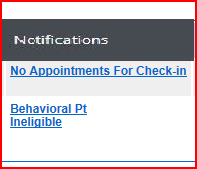 Notifications
No Appointments For Check-in
Behavioral Pt
Ineligible